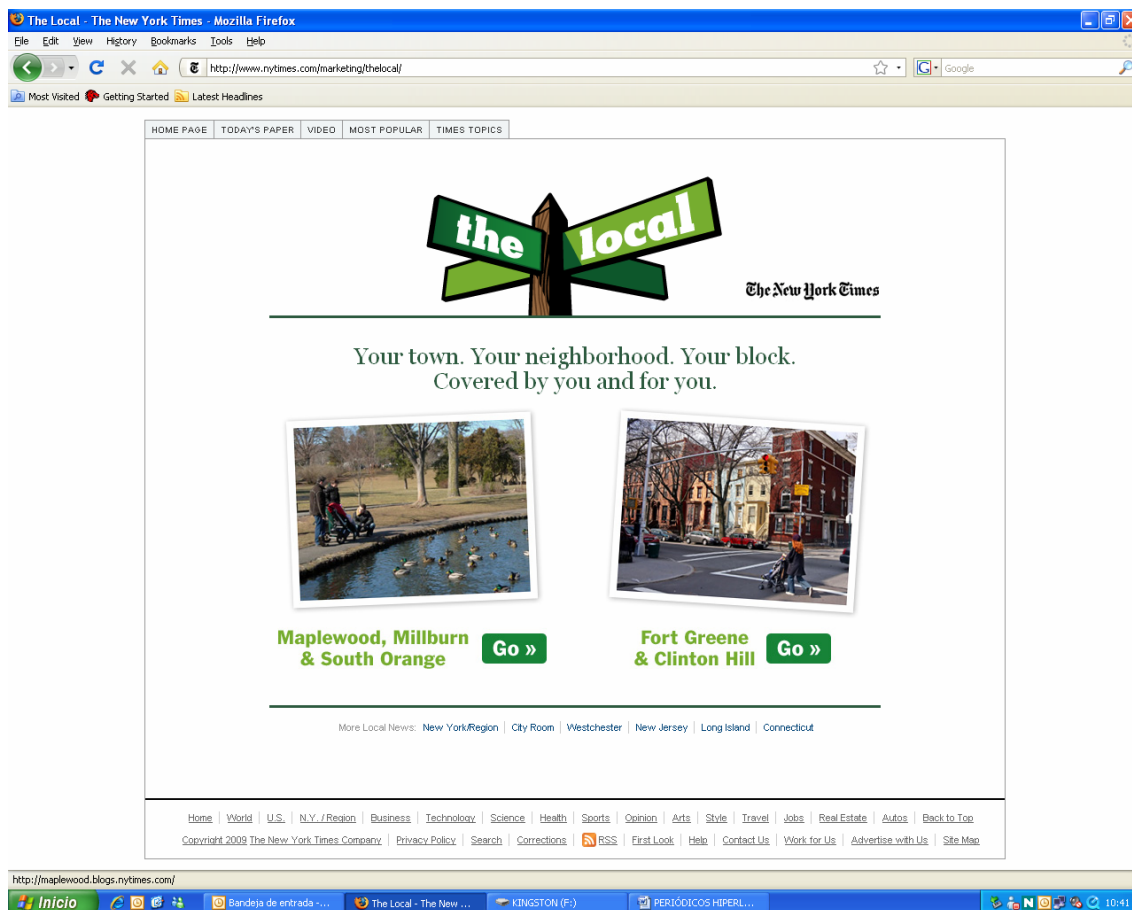 The Local - The New York Times - Mozilla Firefox
File Edit View History Bookmarks Tools Help
http://www.nytimes.com/marketing/thelocal/
Google
Most Visited Getting Started Latest Headlines
HOME PAGE TODAY'S PAPER VIDEO MOST POPULAR TIMES TOPICS
the local
The New York Times
Your town. Your neighborhood. Your block.
Covered by you and for you.
Maplewood, Millburn
& South Orange
Go »
Fort Greene
& Clinton Hill
Go »
More Local News: New York/Region City Room Westchester New Jersey Long Island Connecticut
Home World U.S. N.Y. / Region Business Technology Science Health Sports Opinion Arts Style Travel Jobs Real Estate Autos Back to Top
Copyright 2009 The New York Times Company Privacy Policy Search Corrections RSS First Look Help Contact Us Work for Us Advertise with Us Site Map
http://maplewood.blogs.nytimes.com/
Inicio Bandeja de entrada -... The Local - The New ... KINGSTON (F:) PERIÓDICOS HIPERL... 10:41